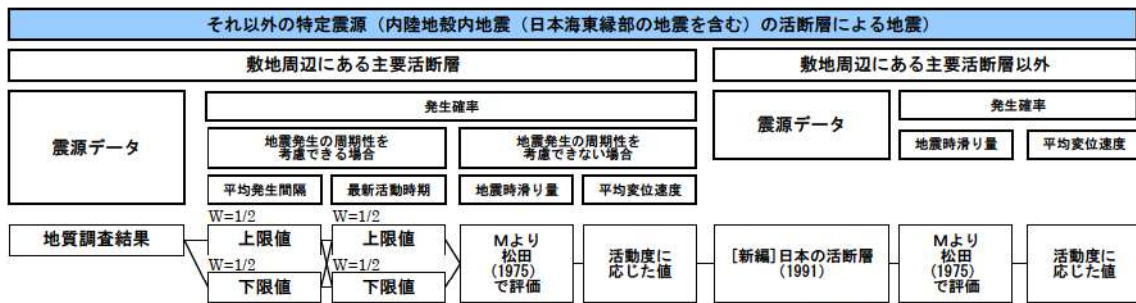 それ以外の特定震源（内陸地殻内地震（日本海東縁部の地震を含む）の活断層による地震）
敷地周辺にある主要活断層
敷地周辺にある主要活断層以外
震源データ
発生確率
震源データ
発生確率
地震発生の周期性を
考慮できる場合
地震発生の周期性を
考慮できない場合
地震時滑り量
平均変位速度
平均発生間隔
最新活動時期
地震時滑り量
平均変位速度
地質調査結果
W=1/2
上限値
W=1/2
下限値
W=1/2
上限値
W=1/2
下限値
Mより
松田
(1975)
で評価
活動度に
応じた値
[新編]日本の活断層
(1991)
Mより
松田
(1975)
で評価
活動度に
応じた値